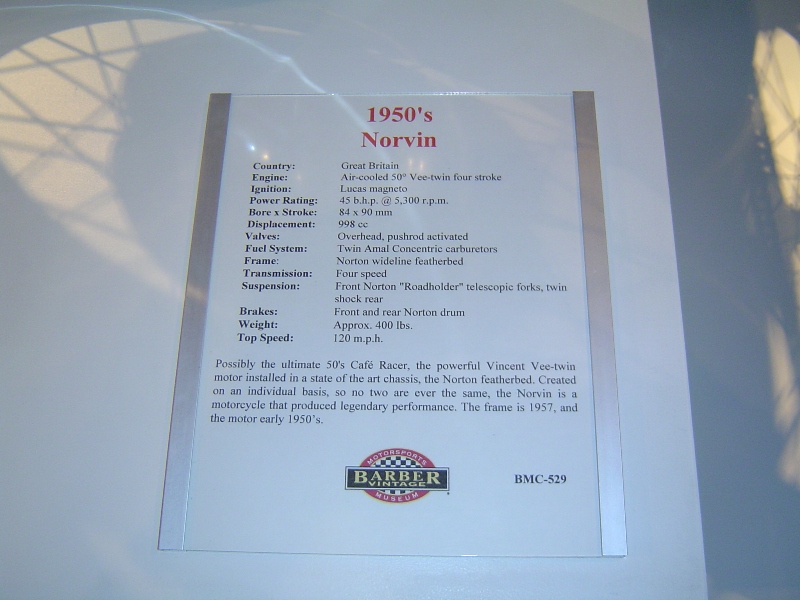 1950's
Norvin
Country: Great Britain
Engine: Air-cooled 50° Vee-twin four stroke
Ignition: Lucas magneto
Power Rating: 45 b.h.p. @ 5,300 r.p.m.
Bore x Stroke: 84 x 90 mm
Displacement: 998 cc
Valves: Overhead, pushrod activated
Fuel System: Twin Amal Concentric carburetors
Frame: Norton wideline featherbed
Transmission: Four speed
Suspension: Front Norton "Roadholder" telescopic forks, twin
shock rear
Brakes: Front and rear Norton drum
Weight: Approx. 400 lbs.
Top Speed: 120 m.p.h.
Possibly the ultimate 50's Café Racer, the powerful Vincent Vee-twin
motor installed in a state of the art chassis, the Norton featherbed. Created
on an individual basis, so no two are ever the same, the Norvin is a
motorcycle that produced legendary performance. The frame is 1957, and
the motor early 1950's.
MOTORSPORTS
BARBER
VINTAGE
MUSEUM
BMC-529